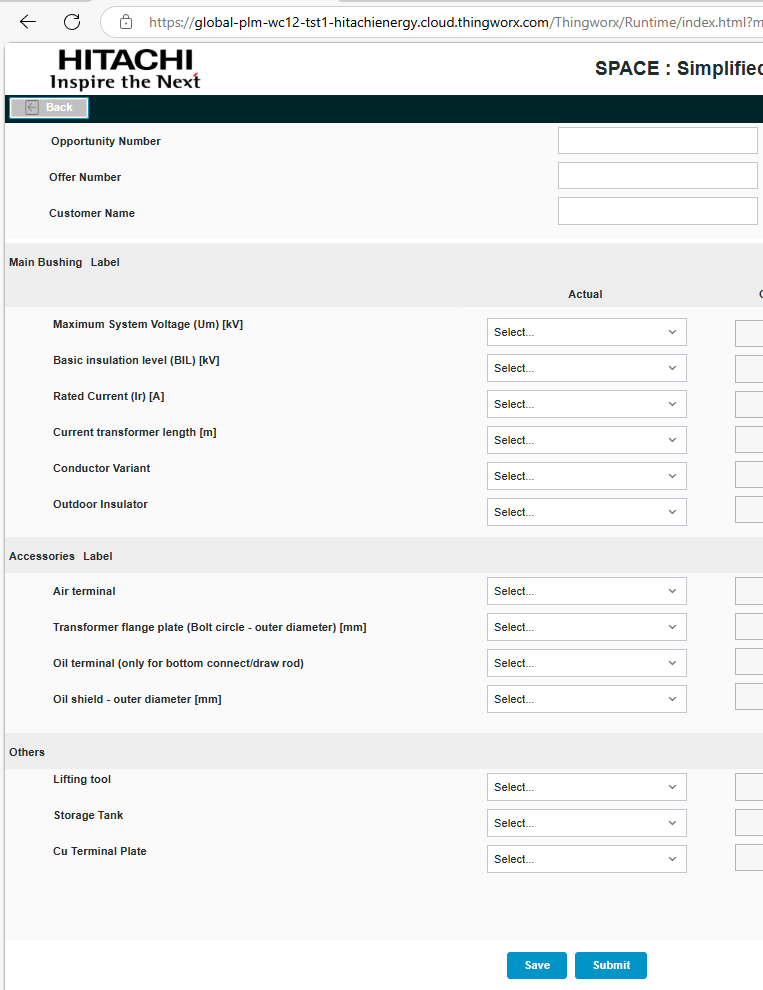 https://global-plm-wc12-tst1-hitachienergy.cloud.thingworx.com/Thingworx/Runtime/index.html?m
HITACHI
Inspire the Next
SPACE : Simplified
Back
Opportunity Number
Offer Number
Customer Name
Main Bushing Label
Actual
Maximum System Voltage (Um) [kV] Select...
Basic insulation level (BIL) [kV] Select...
Rated Current (Ir) [A] Select...
Current transformer length [m] Select...
Conductor Variant Select...
Outdoor Insulator Select...
Accessories Label
Air terminal Select...
Transformer flange plate (Bolt circle - outer diameter) [mm] Select...
Oil terminal (only for bottom connect/draw rod) Select...
Oil shield - outer diameter [mm] Select...
Others
Lifting tool Select...
Storage Tank Select...
Cu Terminal Plate Select...
Save Submit